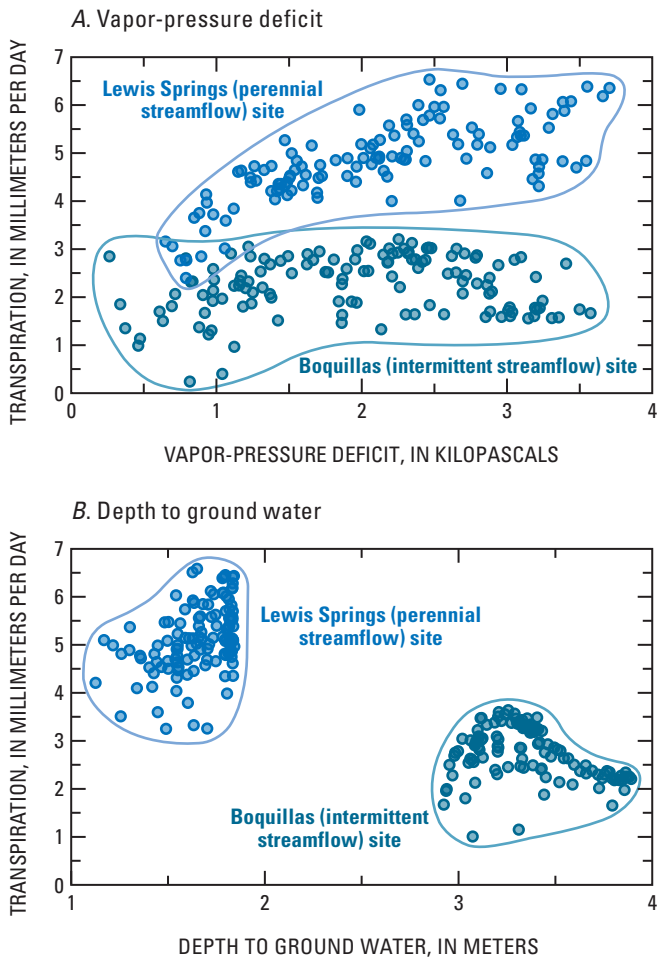 A. Vapor-pressure deficit
TRANSPIRATION, IN MILLIMETERS PER DAY
7
6
5
4
3
2
1
0
Lewis Springs (perennial
streamflow) site
Boquillas (intermittent streamflow) site
0
1
2
3
4
VAPOR-PRESSURE DEFICIT, IN KILOPASCALS
B. Depth to ground water
TRANSPIRATION, IN MILLIMETERS PER DAY
7
6
5
4
3
2
1
0
Lewis Springs (perennial
streamflow) site
Boquillas (intermittent
streamflow) site
1
2
3
4
DEPTH TO GROUND WATER, IN METERS